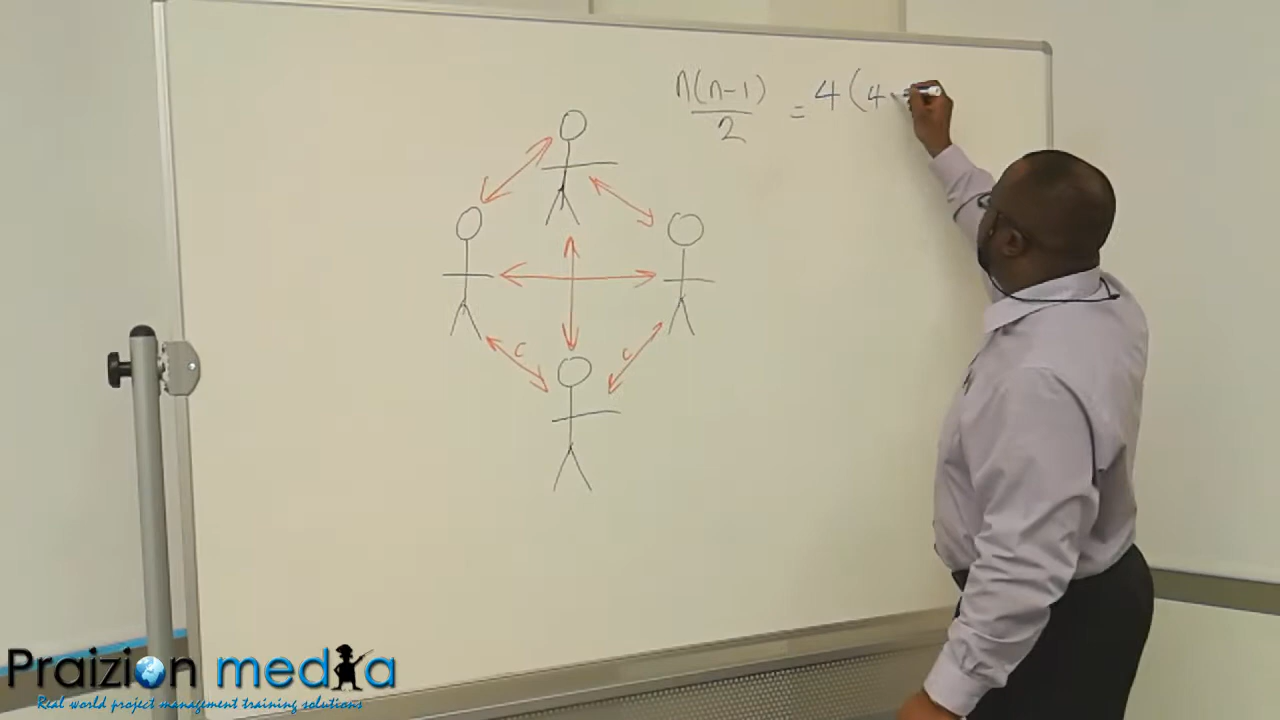 n(n-1)
2
= 4 (4 -
c
c
Praizion media
Real world project management training solutions